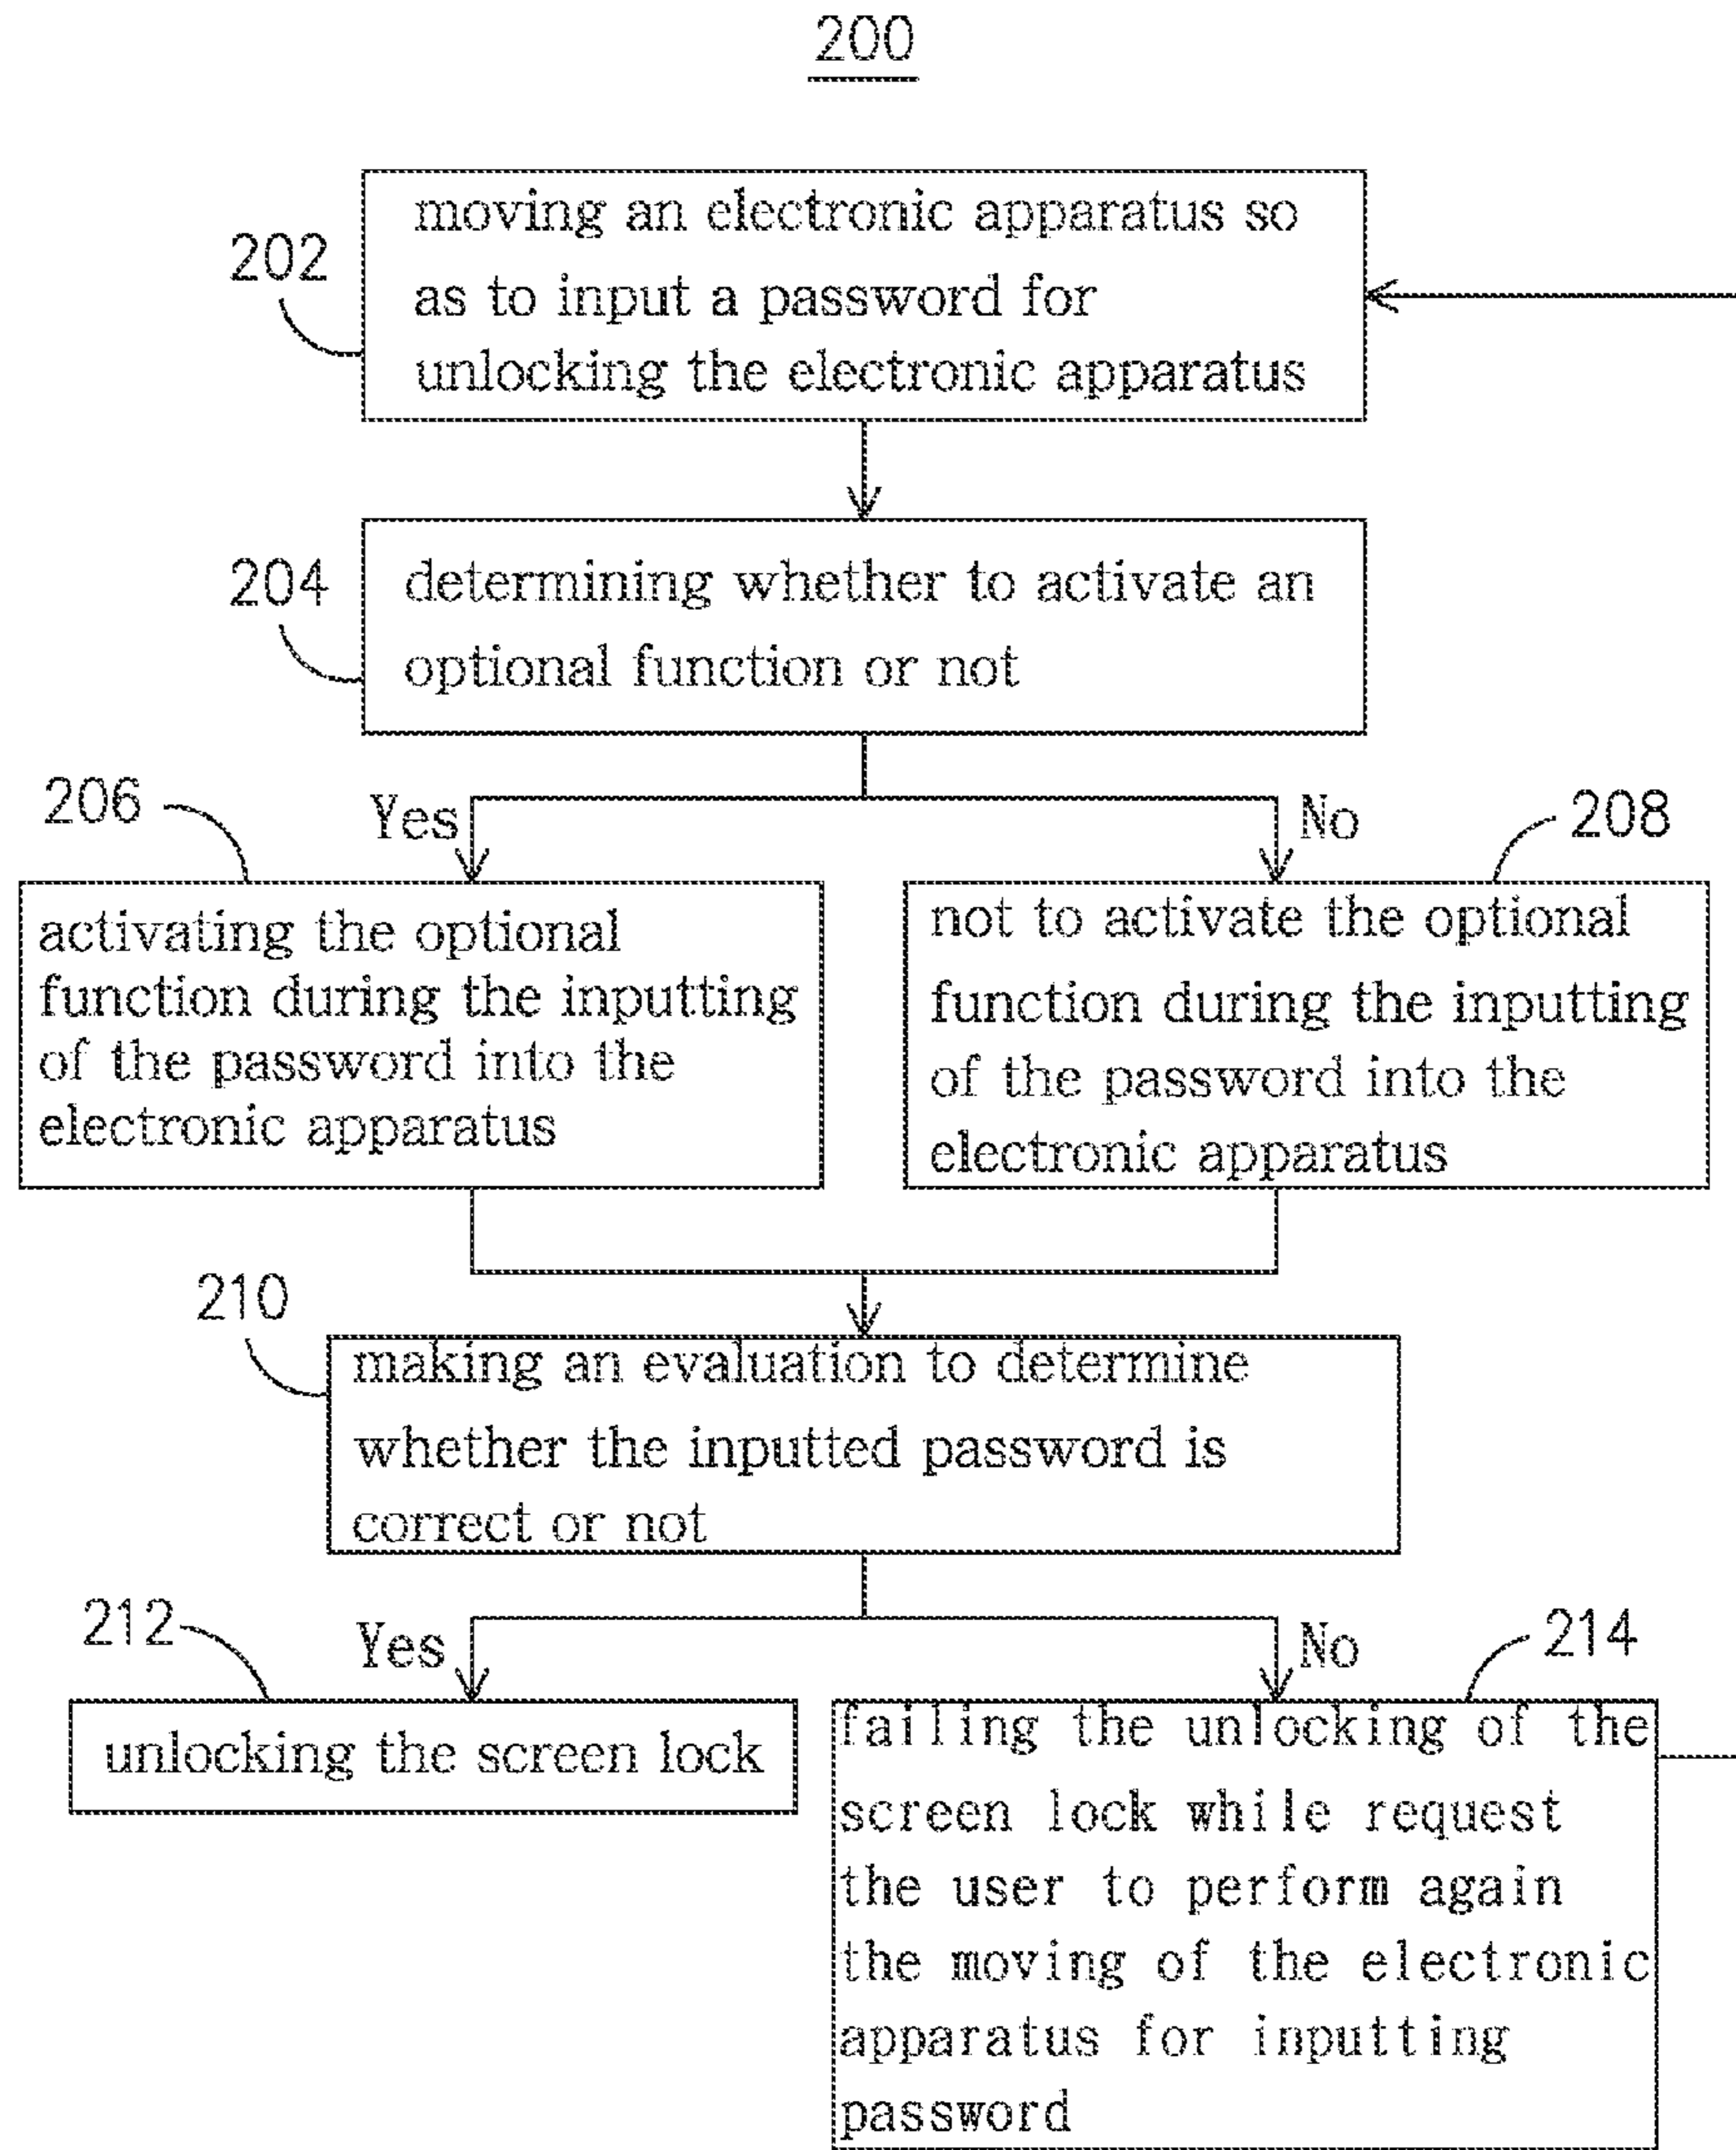 200
202
moving an electronic apparatus so
as to input a password for
unlocking the electronic apparatus
204
determining whether to activate an
optional function or not
206
Yes
No
208
activating the optional
function during the inputting
of the password into the
electronic apparatus
not to activate the optional
function during the inputting
of the password into the
electronic apparatus
210
making an evaluation to determine
whether the inputted password is
correct or not
212
Yes
No
214
unlocking the screen lock
failing the unlocking of the
screen lock while request
the user to perform again
the moving of the electronic
apparatus for inputting
password